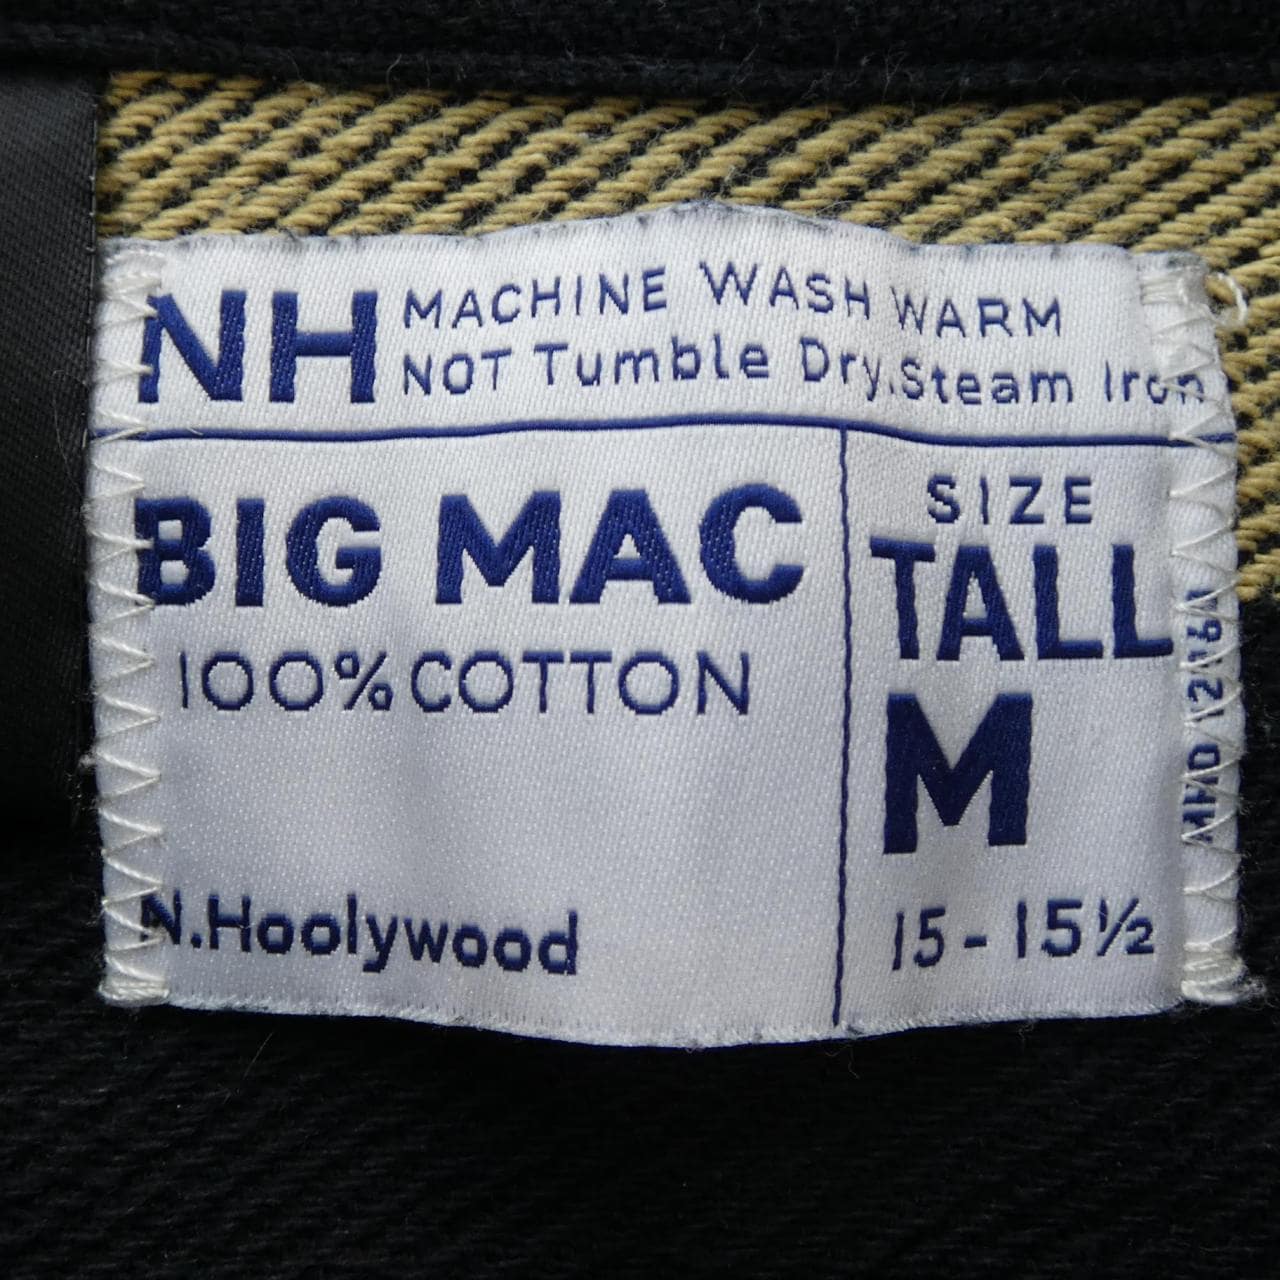 NH
MACHINE WASH WARM
NOT Tumble Dry.Steam Iron
BIG MAC
100% COTTON
N.Hoolywood
SIZE
TALL
M
15 - 15½